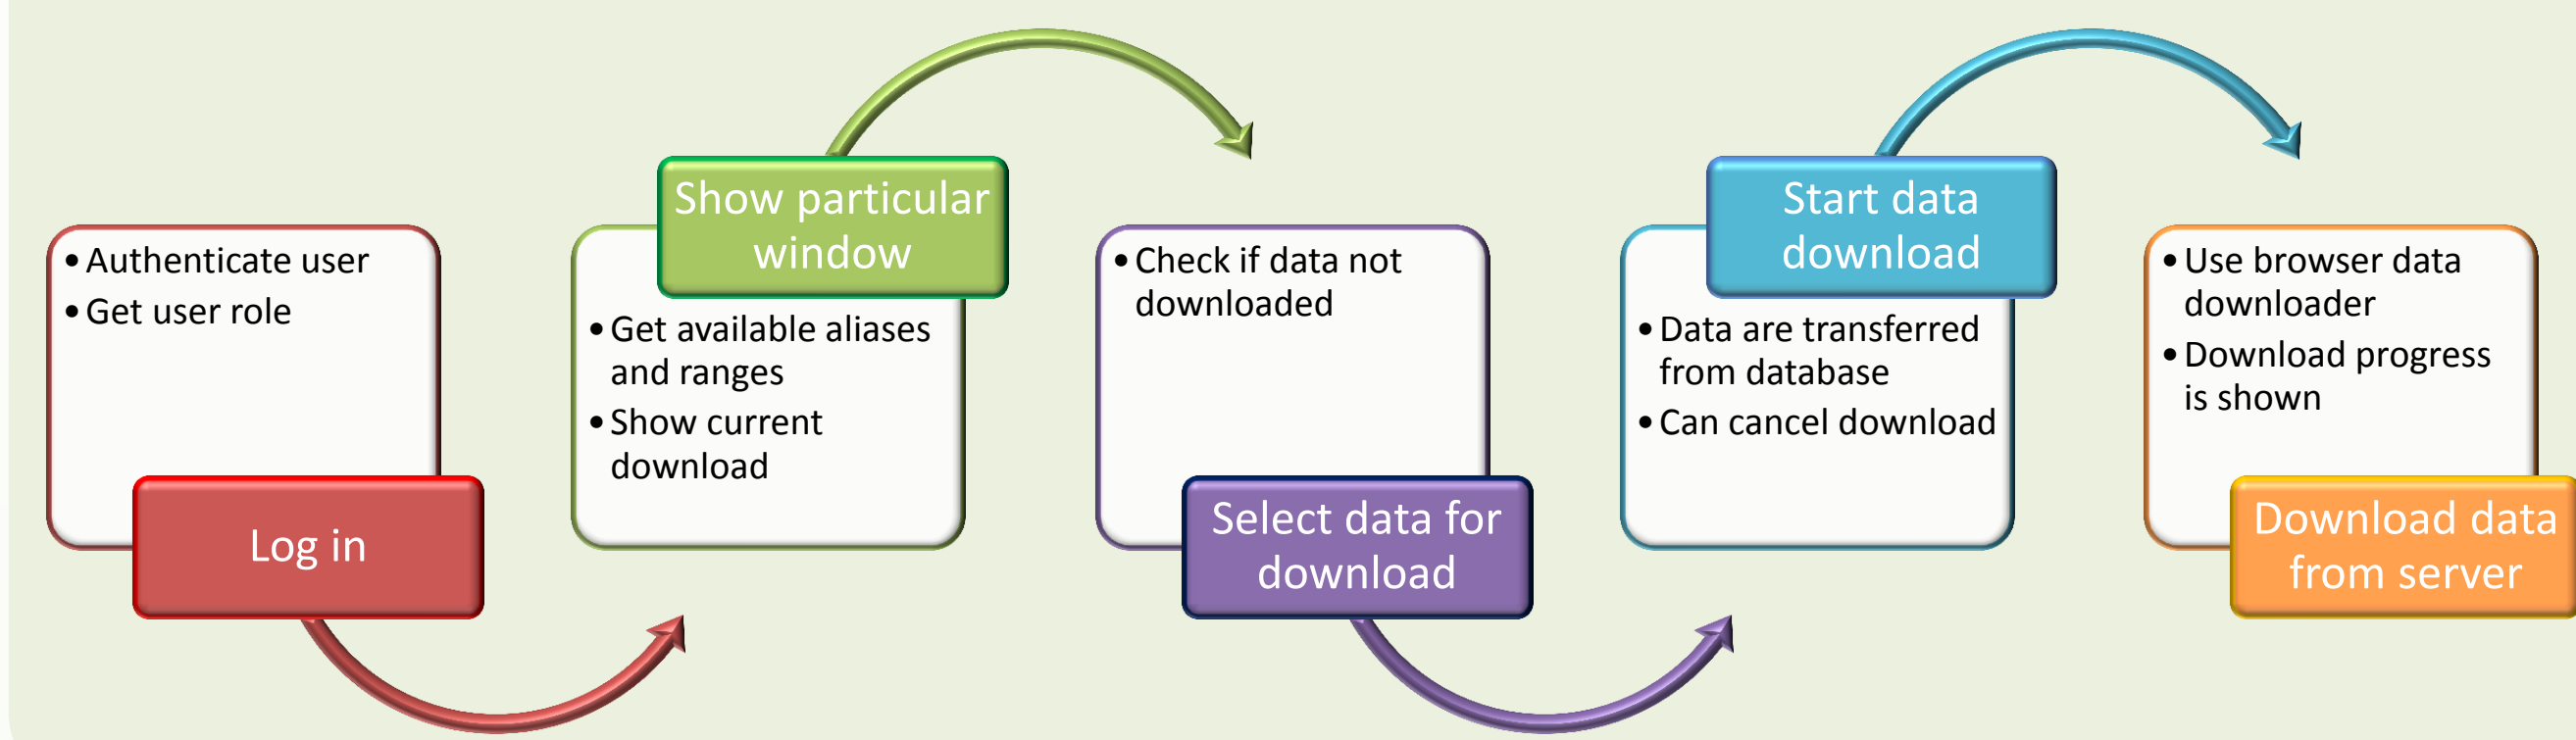 • Authenticate user
• Get user role
Log in
Show particular
window
• Get available aliases
and ranges
• Show current
download
• Check if data not
downloaded
Select data for
download
Start data
download
• Data are transferred
from database
• Can cancel download
• Use browser data
downloader
• Download progress
is shown
Download data
from server